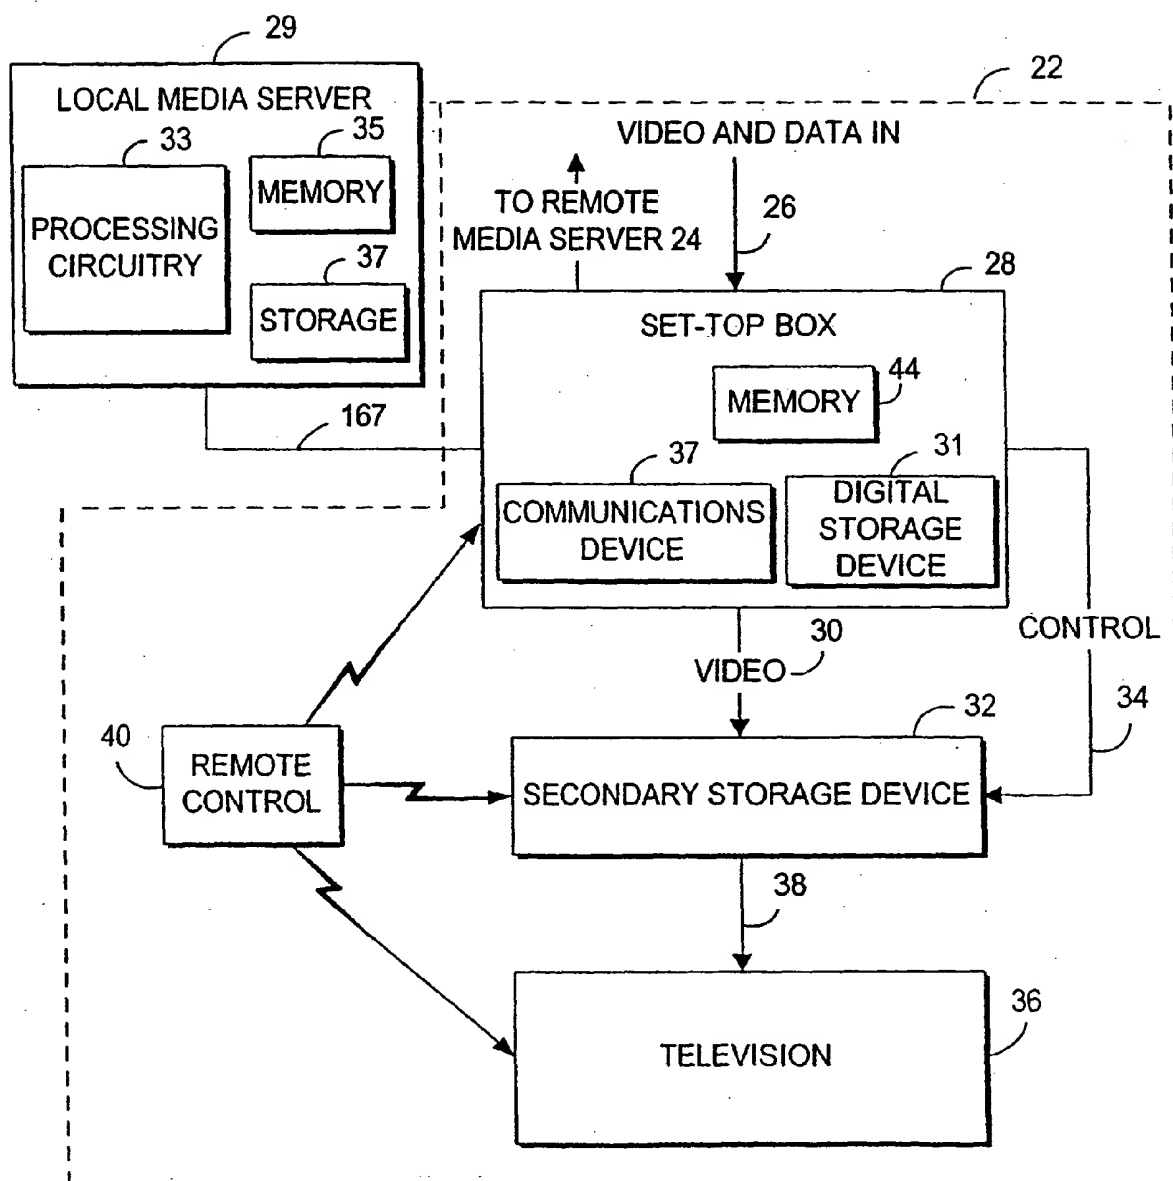 29
LOCAL MEDIA SERVER
33
PROCESSING
CIRCUITRY
35
MEMORY
37
STORAGE
167
22
VIDEO AND DATA IN
TO REMOTE
MEDIA SERVER 24
26
28
SET-TOP BOX
MEMORY
44
37
COMMUNICATIONS
DEVICE
31
DIGITAL
STORAGE
DEVICE
30
VIDEO
CONTROL
34
40
REMOTE
CONTROL
32
SECONDARY STORAGE DEVICE
38
36
TELEVISION